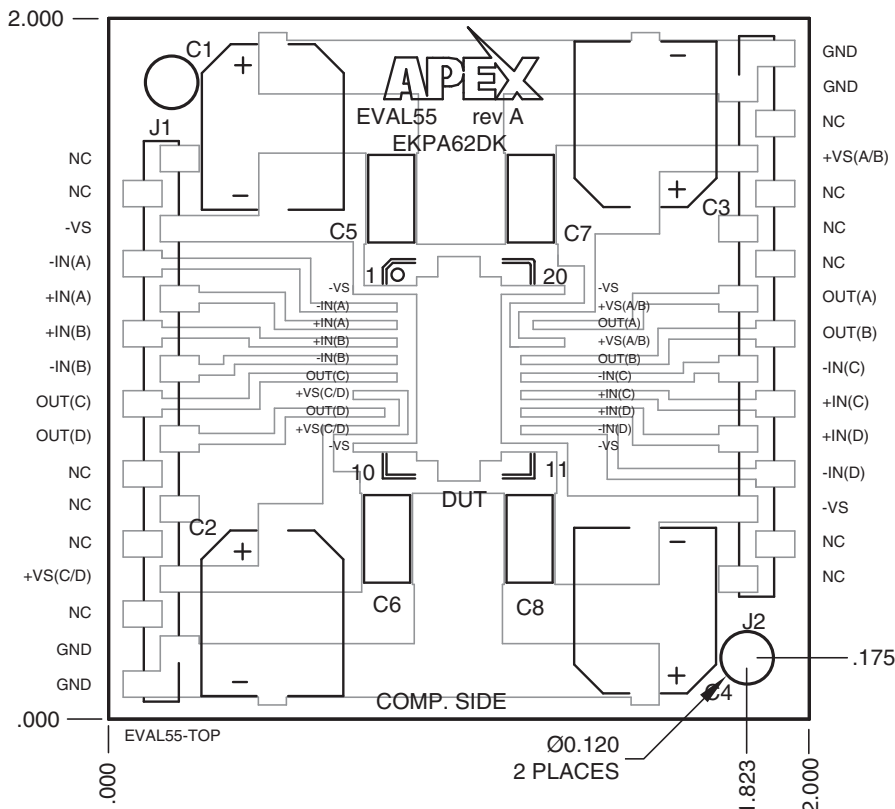 2.000
C1
APEX
EVAL55 rev A
EKPA62DK
J1
C5
C7
C3
NC
NC
-VS
-IN(A)
+IN(A)
+IN(B)
-IN(B)
OUT(C)
OUT(D)
NC
NC
NC
+VS(C/D)
NC
GND
GND
GND
GND
NC
+VS(A/B)
NC
NC
NC
OUT(A)
OUT(B)
-IN(C)
+IN(C)
+IN(D)
-IN(D)
-VS
NC
NC
1
20
-VS
-IN(A)
+IN(A)
+IN(B)
-IN(B)
OUT(C)
+VS(C/D)
OUT(D)
+VS(C/D)
-VS
-VS
+VS(A/B)
OUT(A)
+VS(A/B)
OUT(B)
-IN(C)
+IN(C)
+IN(D)
-IN(D)
-VS
10
11
DUT
C2
C6
C8
J2
.175
C4
COMP. SIDE
.000
EVAL55-TOP
Ø0.120
2 PLACES
.000
1.823
2.000